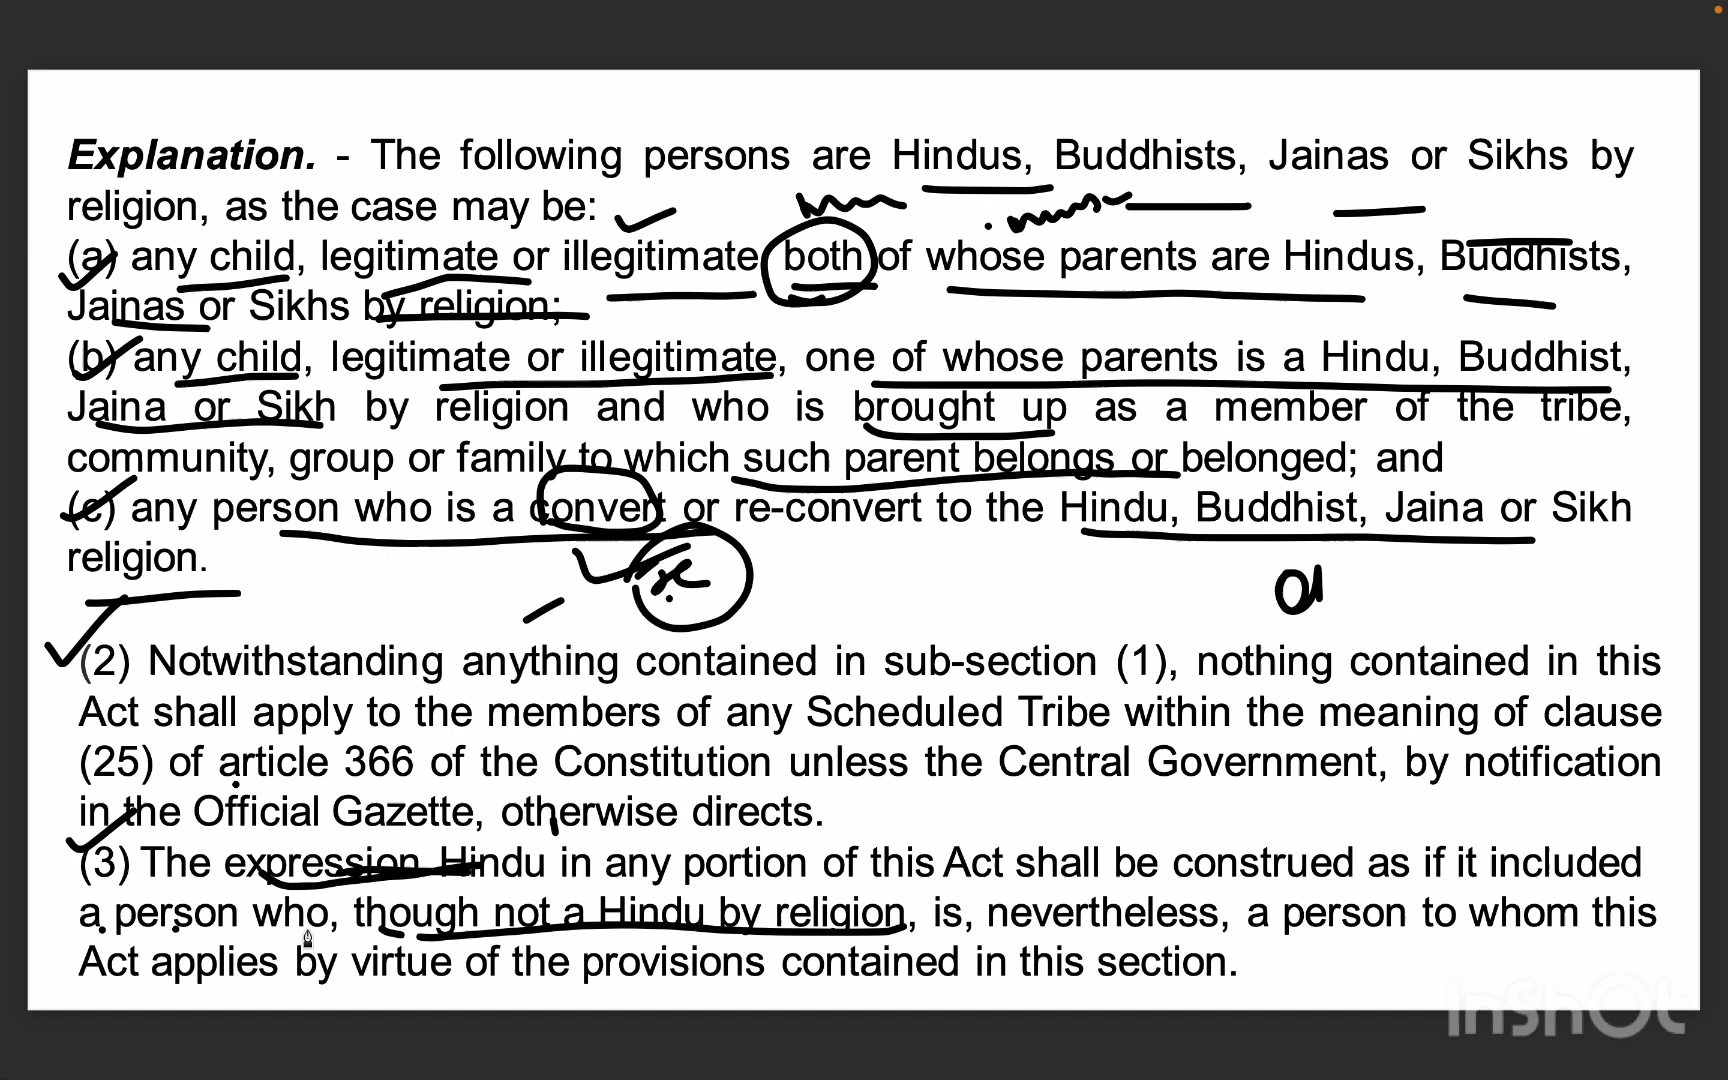 Explanation. - The following persons are Hindus, Buddhists, Jainas or Sikhs by
religion, as the case may be:
(a) any child, legitimate or illegitimate, both of whose parents are Hindus, Buddhists,
Jainas or Sikhs by religion;
(b) any child, legitimate or illegitimate, one of whose parents is a Hindu, Buddhist,
Jaina or Sikh by religion and who is brought up as a member of the tribe,
community, group or family to which such parent belongs or belonged; and
(c) any person who is a convert or re-convert to the Hindu, Buddhist, Jaina or Sikh
religion.
(2) Notwithstanding anything contained in sub-section (1), nothing contained in this
Act shall apply to the members of any Scheduled Tribe within the meaning of clause
(25) of article 366 of the Constitution unless the Central Government, by notification
in the Official Gazette, otherwise directs.
(3) The expression Hindu in any portion of this Act shall be construed as if it included
a person who, though not a Hindu by religion, is, nevertheless, a person to whom this
Act applies by virtue of the provisions contained in this section.
InShOt